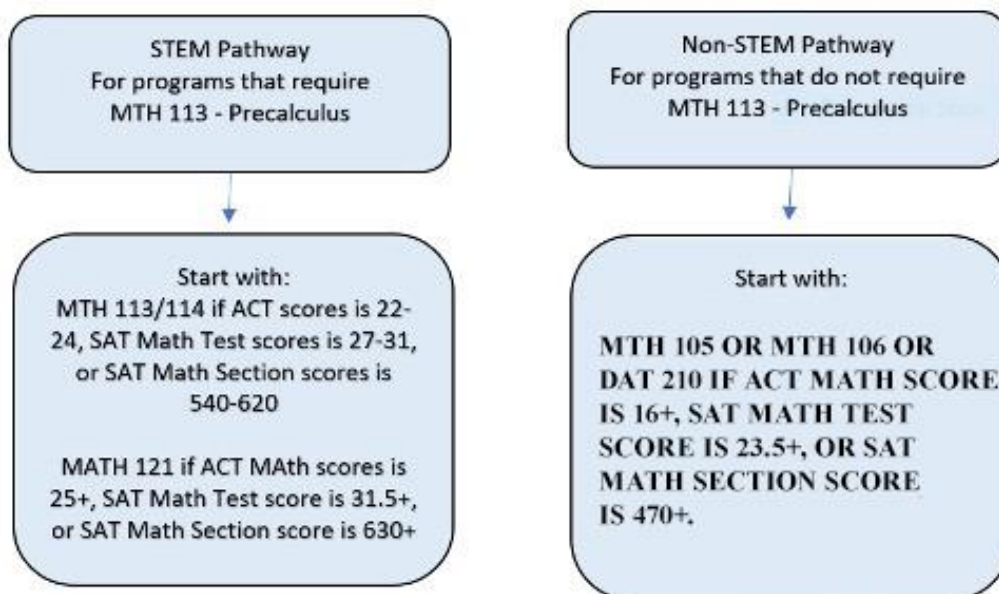 STEM Pathway
For programs that require
MTH 113 - Precalculus
Start with:
MTH 113/114 if ACT scores is 22-
24, SAT Math Test scores is 27-31,
or SAT Math Section scores is
540-620
MATH 121 if ACT MAth scores is
25+, SAT Math Test score is 31.5+,
or SAT Math Section score is 630+
Non-STEM Pathway
For programs that do not require
MTH 113 - Precalculus
Start with:
MTH 105 OR MTH 106 OR
DAT 210 IF ACT MATH SCORE
IS 16+, SAT MATH TEST
SCORE IS 23.5+, OR SAT
MATH SECTION SCORE
IS 470+.